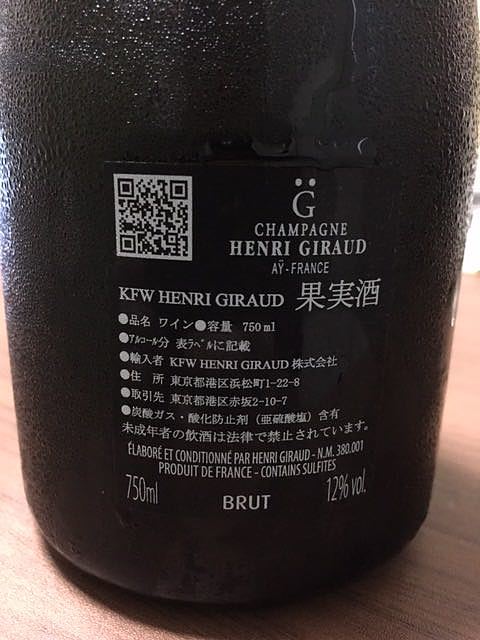 G̈
CHAMPAGNE
HENRI GIRAUD
AŸ-FRANCE
KFW HENRI GIRAUD 果実酒
●品名 ワイン●容量 750 ml
●ｱﾙｺｰﾙ分 表ﾗﾍﾞﾙに記載
●輸入者 KFW HENRI GIRAUD 株式会社
●住 所 東京都港区浜松町1-22-8
●取引先 東京都港区赤坂2-10-7
●炭酸ガス・酸化防止剤（亜硫酸塩）含有
未成年者の飲酒は法律で禁止されています。
ÉLABORÉ ET CONDITIONNÉ PAR HENRI GIRAUD - N.M. 380.001
PRODUIT DE FRANCE - CONTAINS SULFITES
750ml BRUT 12% vol.